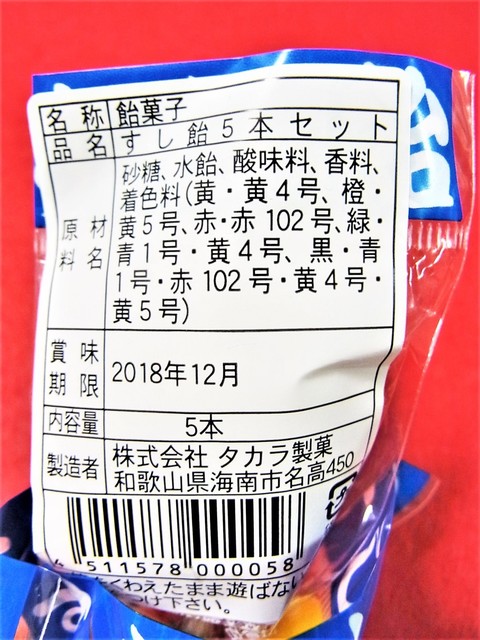 名称 飴菓子
品名 すし飴5本セット
原材料名 砂糖、水飴、酸味料、香料、
着色料(黄・黄4号、橙・
黄5号、赤・赤102号、緑・
青1号・黄4号、黒・青
1号・赤102号・黄4号・
黄5号)
賞味期限 2018年12月
内容量 5本
製造者 株式会社 タカラ製菓
和歌山県海南市名高450
4 511578 000058
くわえたまま遊ばない
つけ下さい。